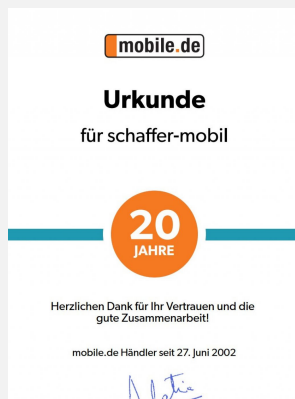 mobile.de
Urkunde
für schaffer-mobil
20
JAHRE
Herzlichen Dank für Ihr Vertrauen und die
gute Zusammenarbeit!
mobile.de Händler seit 27. Juni 2002